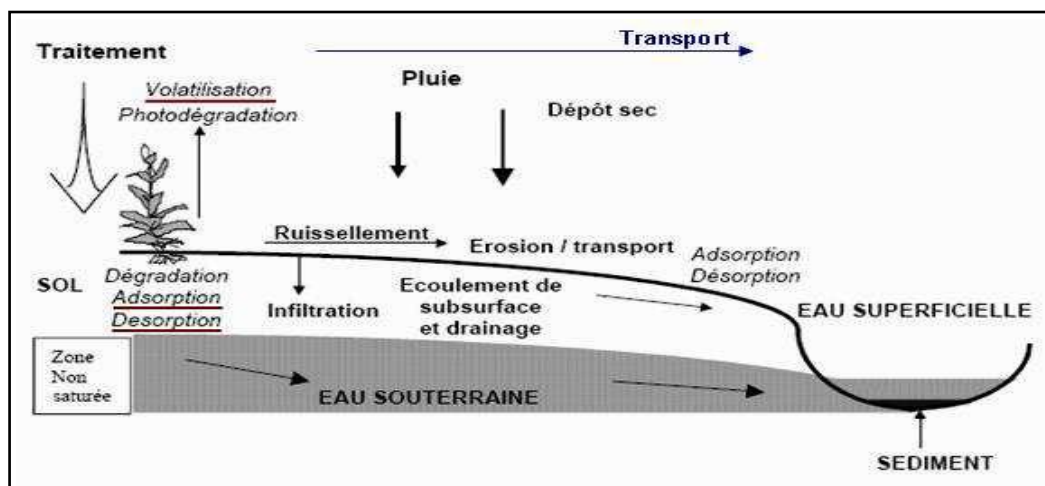 Traitement
Transport
Volatilisation
Photodégradation
Pluie
Dépôt sec
Ruissellement
Erosion / transport
Adsorption
Désorption
SOL
Dégradation
Adsorption
Desorption
Infiltration
Ecoulement de
subsurface
et drainage
EAU SUPERFICIELLE
Zone
Non
saturée
EAU SOUTERRAINE
SEDIMENT